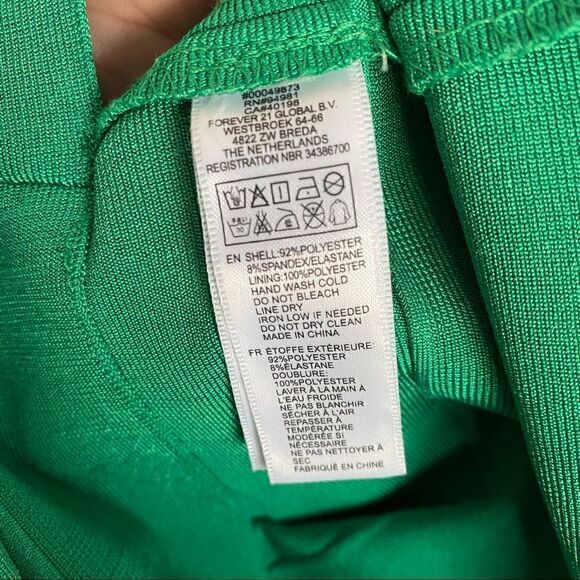 #00049873
RN#94981
CA#40198
FOREVER 21 GLOBAL B.V.
WESTBROEK 64-66
4822 ZW BREDA
THE NETHERLANDS
REGISTRATION NBR 34386700
EN SHELL:92%POLYESTER
8%SPANDEX/ELASTANE
LINING:100%POLYESTER
HAND WASH COLD
DO NOT BLEACH
LINE DRY
IRON LOW IF NEEDED
DO NOT DRY CLEAN
MADE IN CHINA
FR ÉTOFFE EXTÉRIEURE:
92%POLYESTER
8%ÉLASTANE
DOUBLURE:
100%POLYESTER
LAVER À LA MAIN À
L'EAU FROIDE
NE PAS BLANCHIR
SÉCHER À L'AIR
REPASSER À
TEMPÉRATURE
MODÉRÉE SI
NÉCESSAIRE
NE PAS NETTOYER À
SEC
FABRIQUÉ EN CHINE